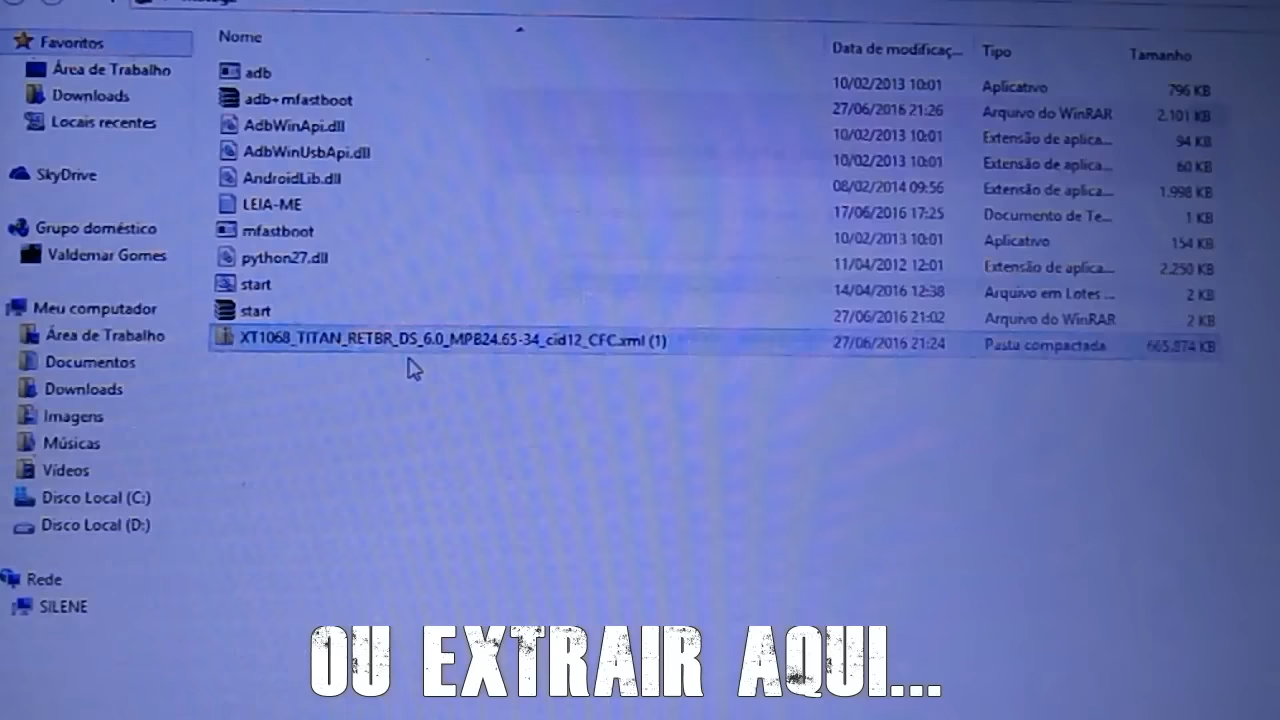 Nome Data de modificaç... Tipo Tamanho
Favoritos
Área de Trabalho
Downloads
Locais recentes
SkyDrive
Grupo doméstico
Valdemar Gomes
Meu computador
Área de Trabalho
Documentos
Downloads
Imagens
Músicas
Vídeos
Disco Local (C:)
Disco Local (D:)
Rede
SILENE
adb 10/02/2013 10:01 Aplicativo 796 KB
adb+mfastboot 27/06/2016 21:26 Arquivo do WinRAR 2.101 KB
AdbWinApi.dll 10/02/2013 10:01 Extensão de aplica... 94 KB
AdbWinUsbApi.dll 10/02/2013 10:01 Extensão de aplica... 60 KB
AndroidLib.dll 08/02/2014 09:56 Extensão de aplica... 1.998 KB
LEIA-ME 17/06/2016 17:25 Documento de Te... 1 KB
mfastboot 10/02/2013 10:01 Aplicativo 154 KB
python27.dll 11/04/2012 12:01 Extensão de aplica... 2.250 KB
start 14/04/2016 12:38 Arquivo em Lotes ... 2 KB
start 27/06/2016 21:02 Arquivo do WinRAR 2 KB
XT1068_TITAN_RETBR_DS_6.0_MPB24.65-34_cid12_CFC.xml (1) 27/06/2016 21:24 Pasta compactada 665.874 KB
OU EXTRAIR AQUI...